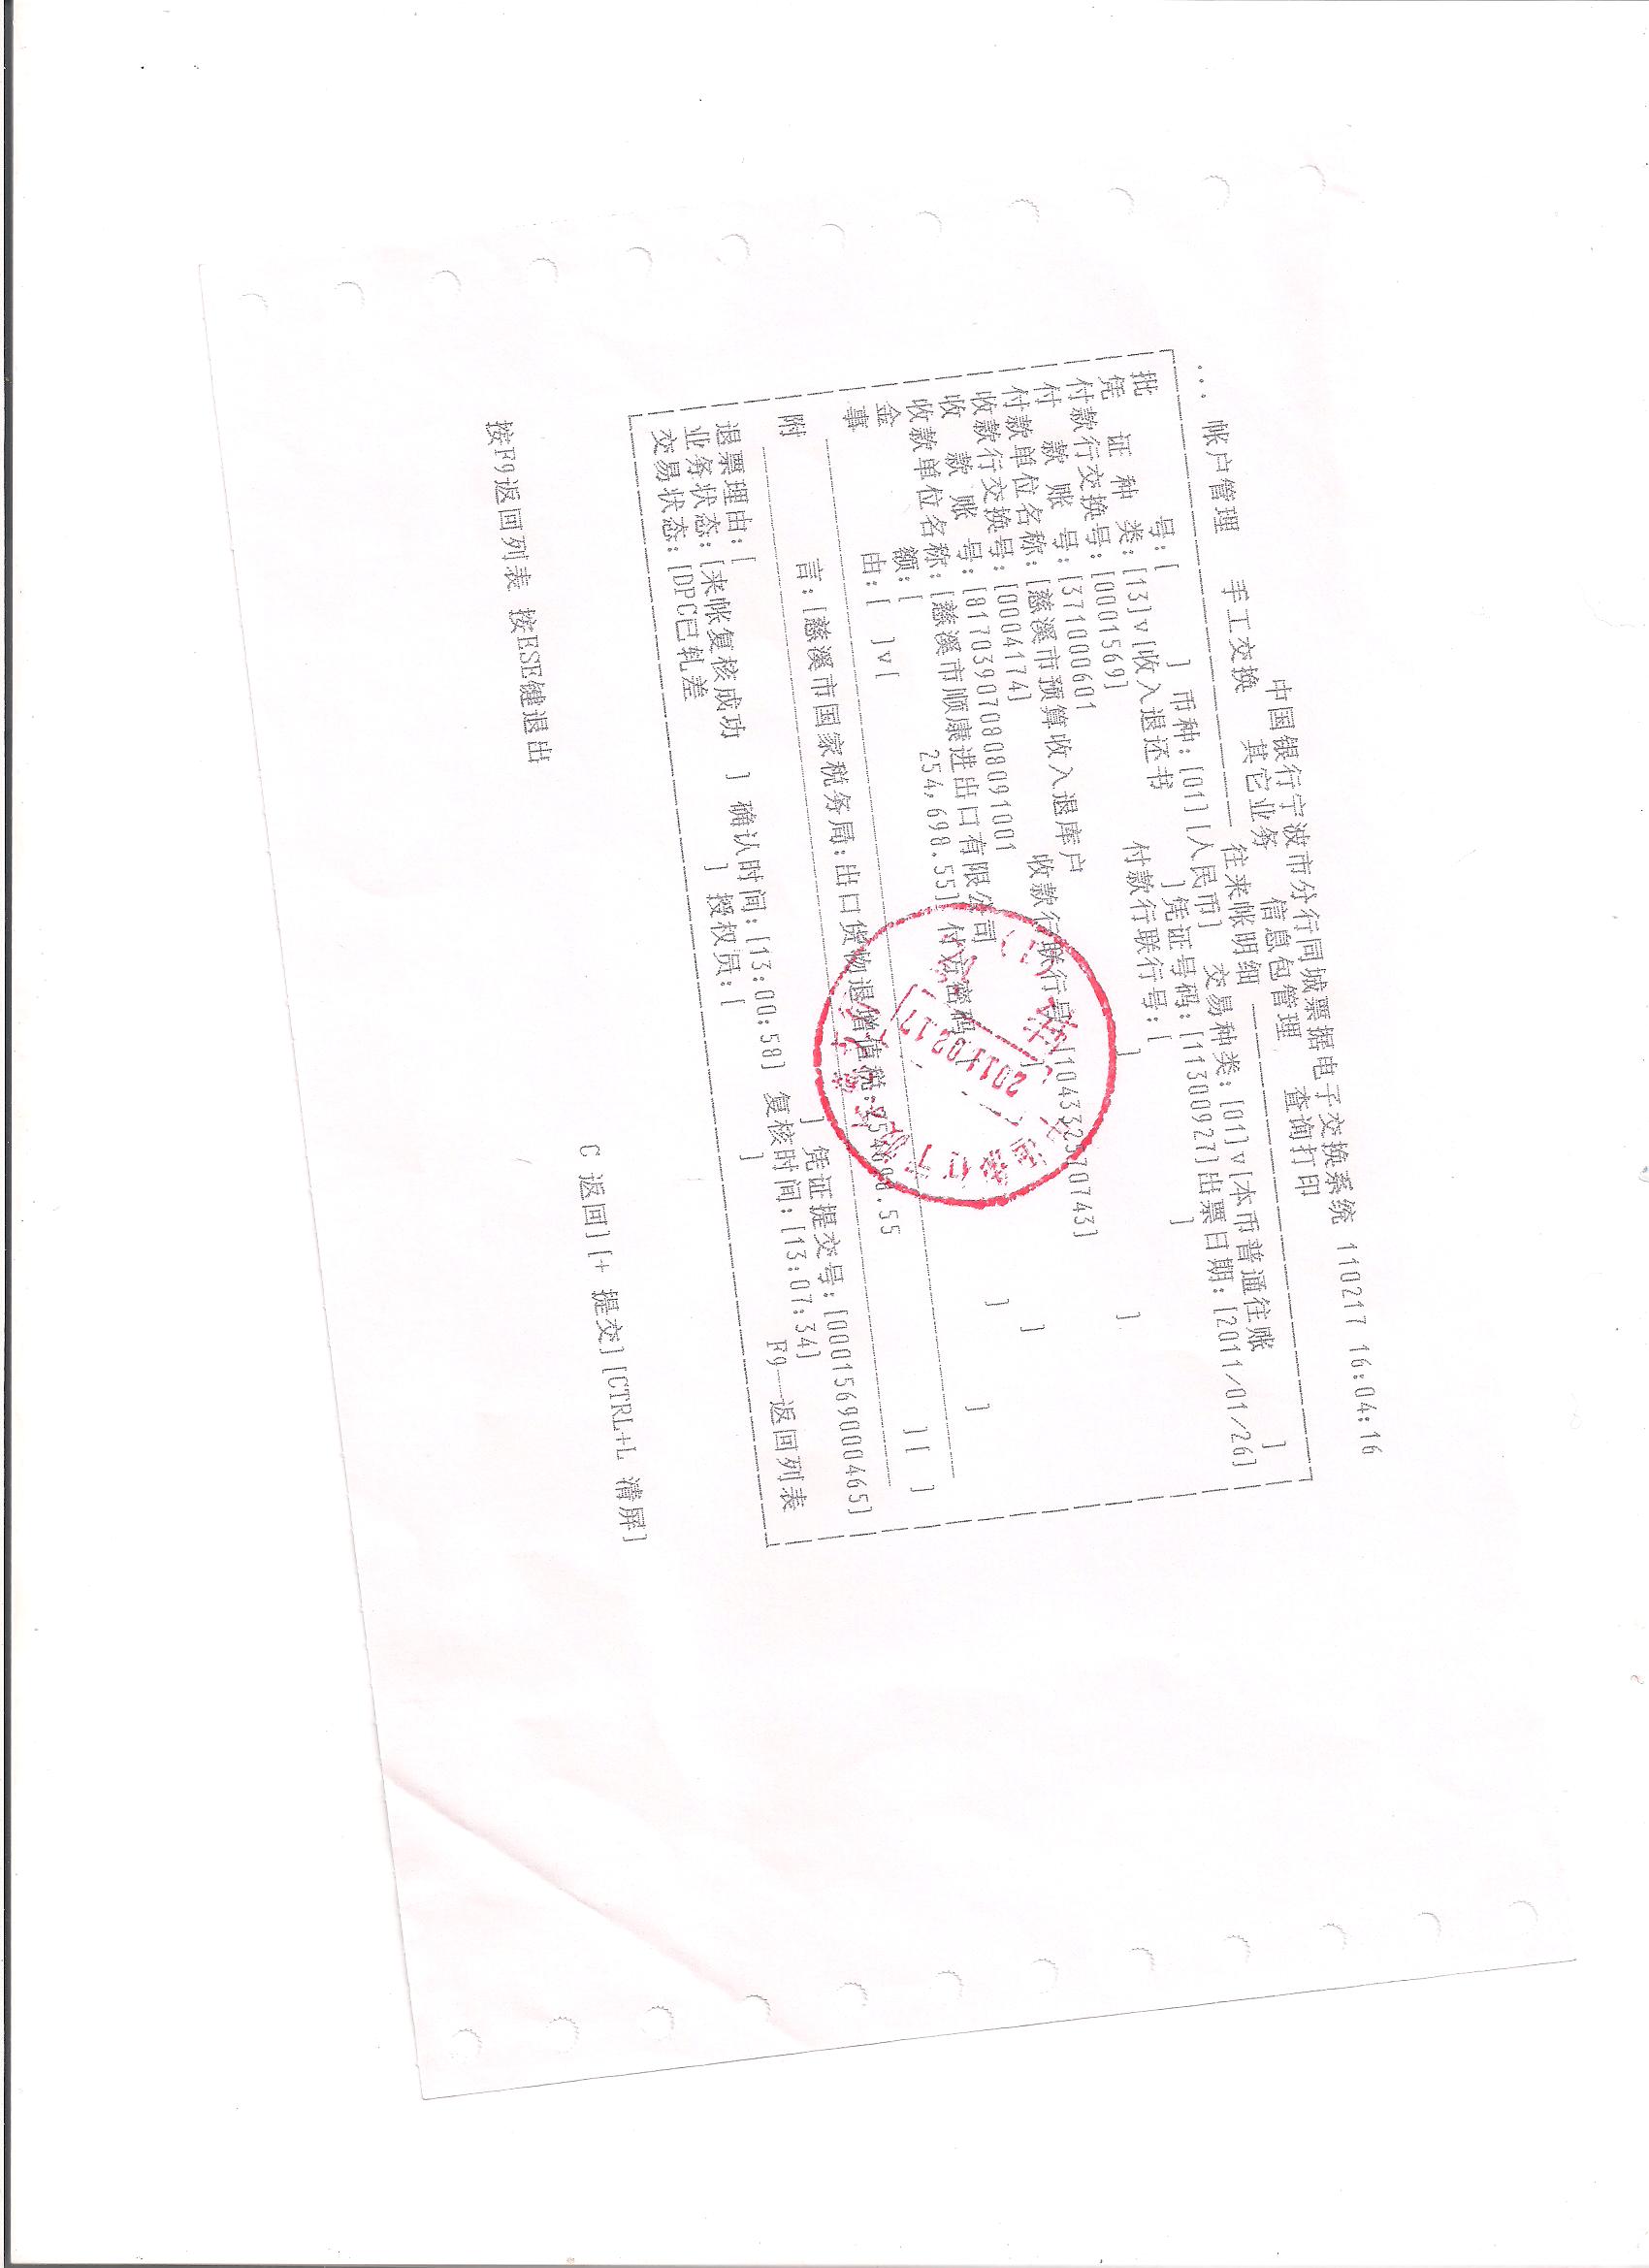 中国银行宁波市分行同城票据电子交换系统 110217 16:04:16
... 帐户管理 手工交换 其它业务 信息包管理 查询打印
往来帐明细
批 号:[ ] 币种:[01][人民币] 交易种类:[01]v[本币普通往账 ]
凭 证 种 类:[13]v[收入退还书 ]凭证号码:[1130092?]出票日期:[2011/01/26]
付款行交换号:[0001569] 付款行联行号:[ ]
付 款 账 号:[371000601 ]
付款单位名称:[慈溪市预算收入退库户 ]
收款行交换号:[0004174] 收款行联行号:[104332570743]
收 款 账 号:[817039070808091001 ]
收款单位名称:[慈溪市顺康进出口有限公司 ]
金 额:[ 254,698.55] 付 密码 ]
事 由:[ ]v[ ][ ]
附 言:[慈溪市国家税务局:出口货物退增值税:254698.55
退票理由:[ ] 凭证提交号:[0001569000465]
业务状态:[来帐复核成功 ] 确认时间:[13:00:58] 复核时间:[13:07:34]
交易状态:[DPC已轧差 ] 授权员:[ ] F9—返回列表
C 返回][+ 提交][CTRL+L 清屏]
按F9返回列表 按ESE键退出
2011.02.17